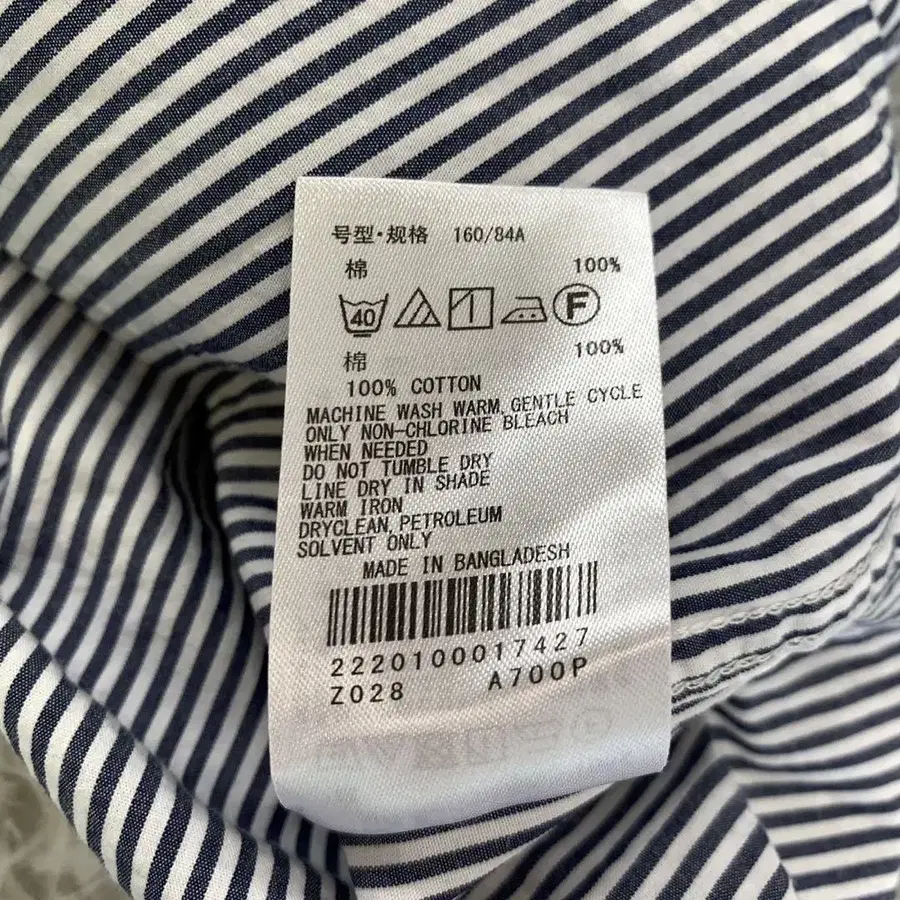 号型·规格 160/84A
棉 100%
40 F
棉 100%
100% COTTON
MACHINE WASH WARM, GENTLE CYCLE
ONLY NON-CHLORINE BLEACH
WHEN NEEDED
DO NOT TUMBLE DRY
LINE DRY IN SHADE
WARM IRON
DRYCLEAN, PETROLEUM
SOLVENT ONLY
MADE IN BANGLADESH
2220100017427
Z028 A700P